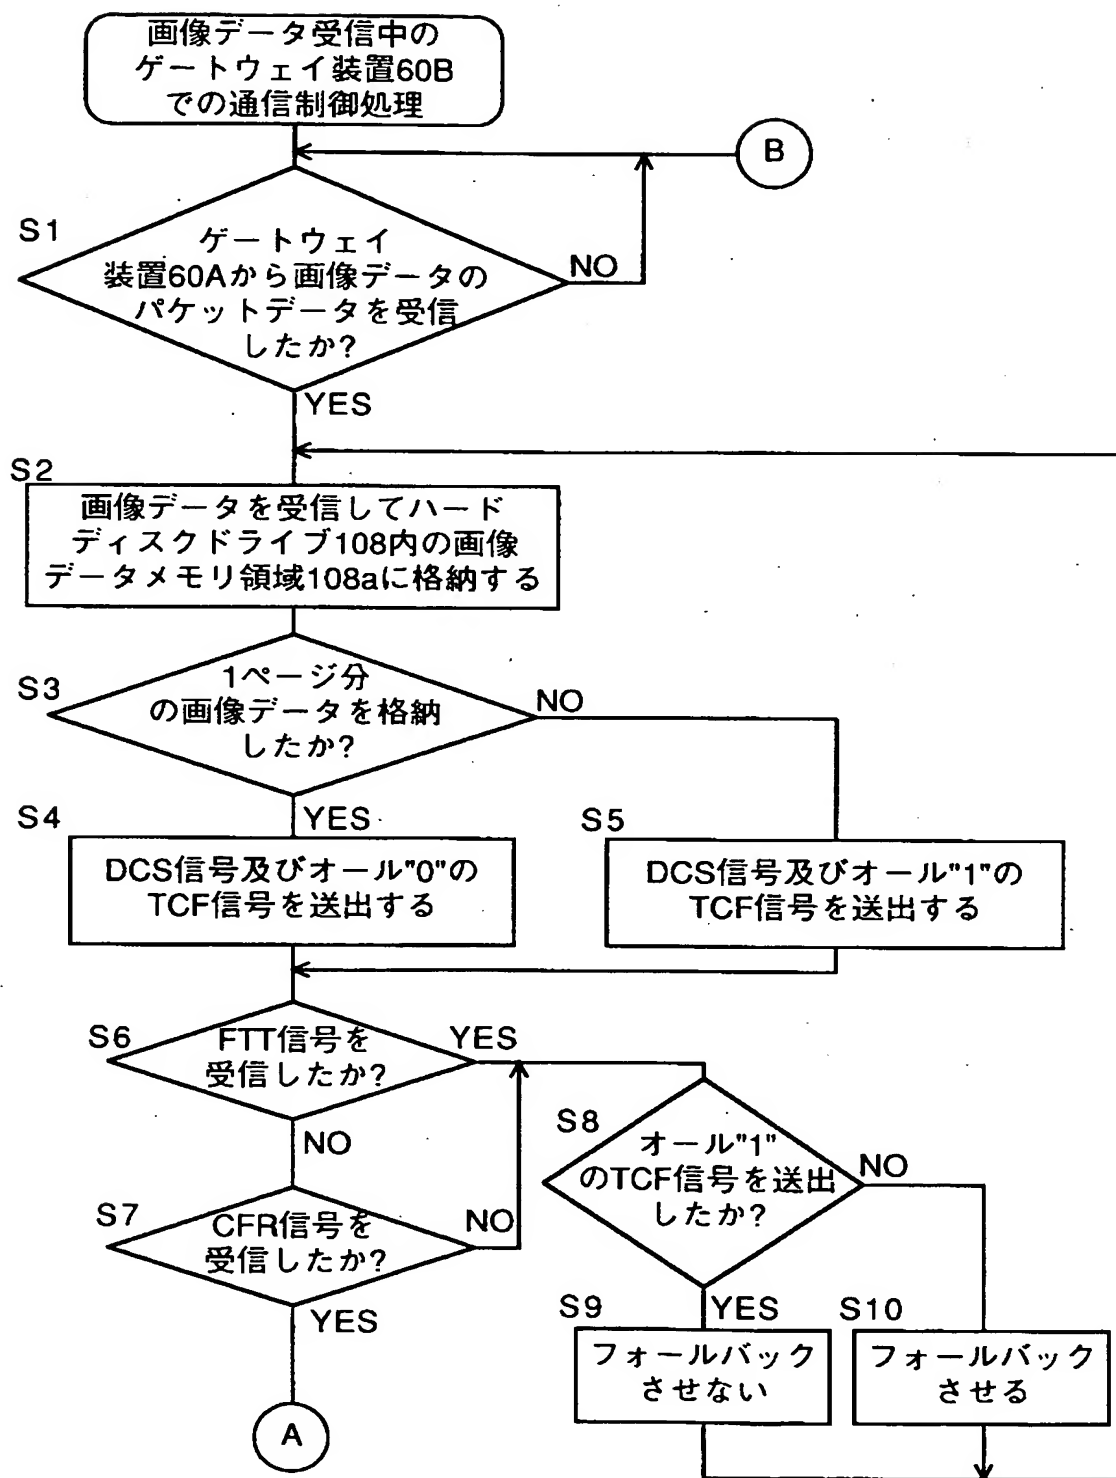 画像データ受信中の
ゲートウェイ装置60B
での通信制御処理
B
S1
ゲートウェイ
装置60Aから画像データの
パケットデータを受信
したか?
NO
YES
S2
画像データを受信してハード
ディスクドライブ108内の画像
データメモリ領域108aに格納する
S3
1ページ分
の画像データを格納
したか?
NO
YES
S4
DCS信号及びオール"0"の
TCF信号を送出する
S5
DCS信号及びオール"1"の
TCF信号を送出する
S6
FTT信号を
受信したか?
YES
NO
S7
CFR信号を
受信したか?
NO
YES
S8
オール"1"
のTCF信号を送出
したか?
NO
YES
S9
フォールバック
させない
S10
フォールバック
させる
A